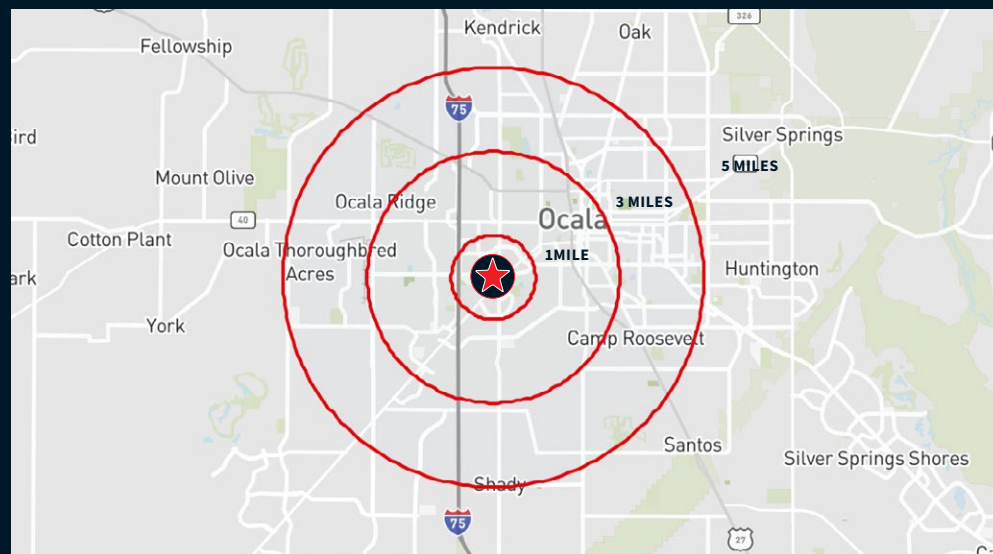 326
Kendrick
Oak
Fellowship
75
Silver Springs
5 MILES
Mount Olive
Ocala Ridge
3 MILES
40
Ocala
Cotton Plant
Ocala Thoroughbred
Acres
1MILE
Huntington
York
Camp Roosevelt
Santos
Silver Springs Shores
Shady
75
27